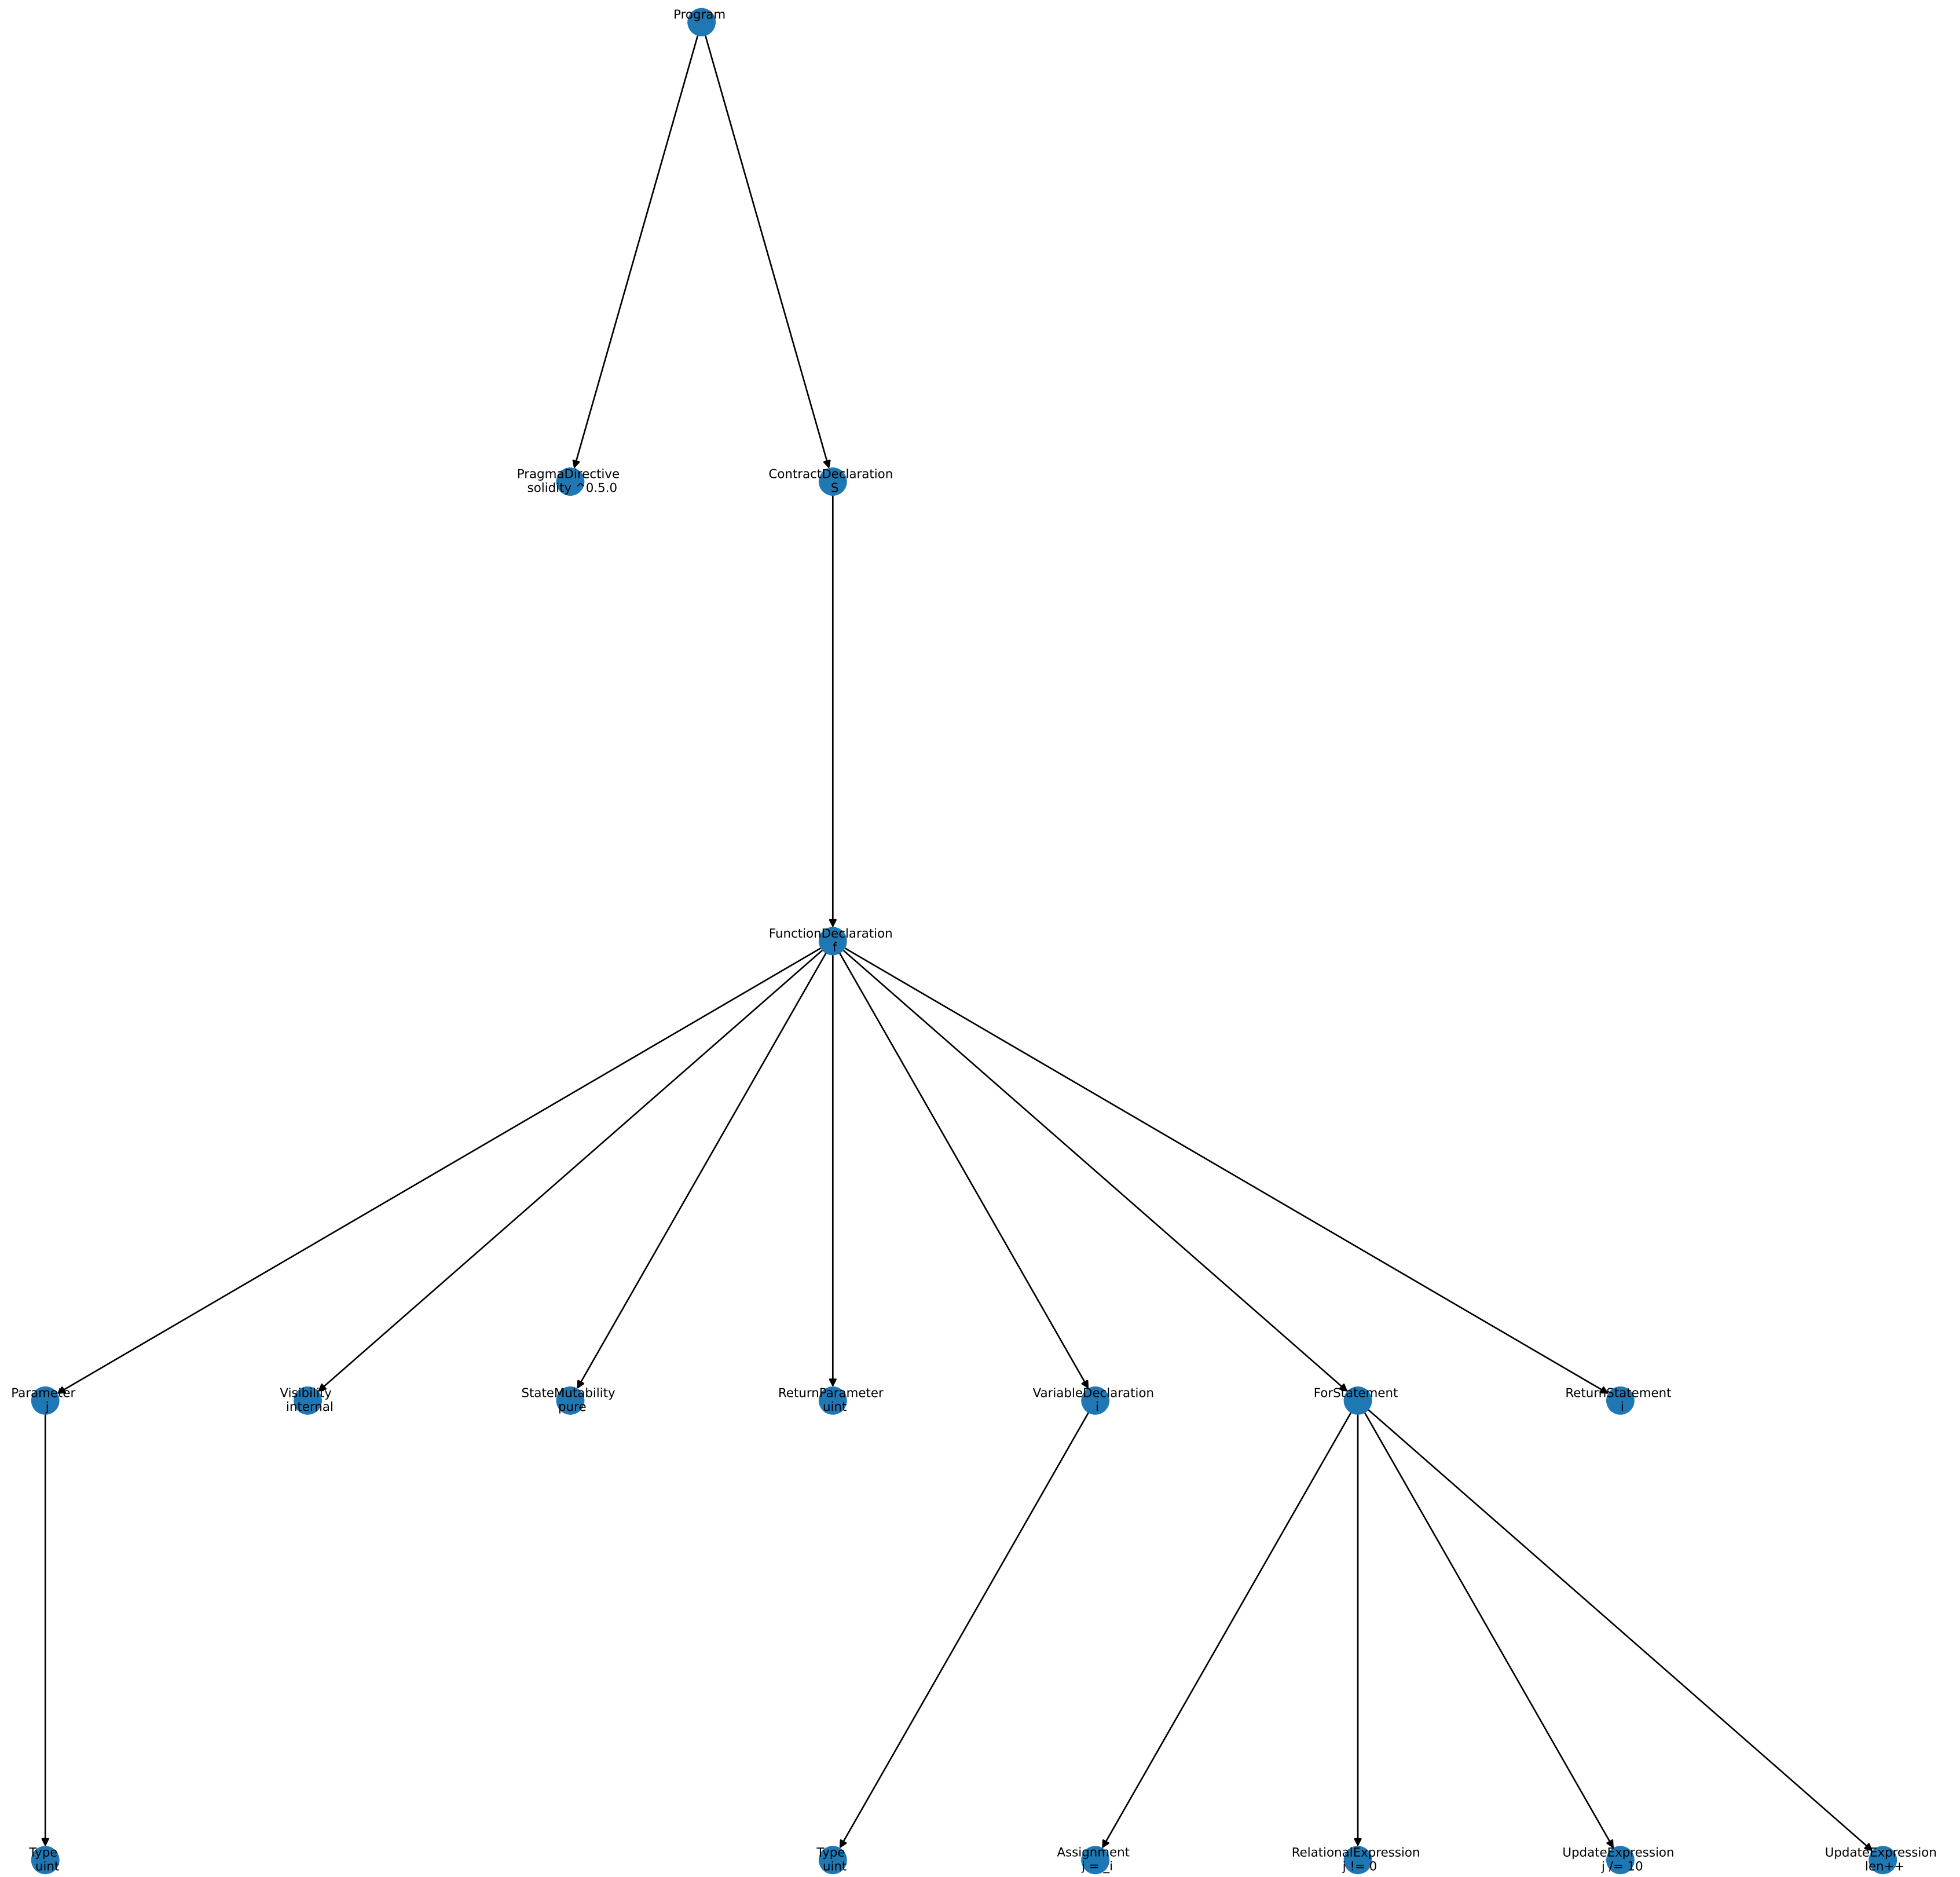 Program
PragmaDirective
solidity ^0.5.0
ContractDeclaration
S
FunctionDeclaration
f
Parameter
j
Visibility
internal
StateMutability
pure
ReturnParameter
uint
VariableDeclaration
i
ForStatement
ReturnStatement
i
Type
uint
Type
uint
Assignment
j = _i
RelationalExpression
j != 0
UpdateExpression
j /= 10
UpdateExpression
len++